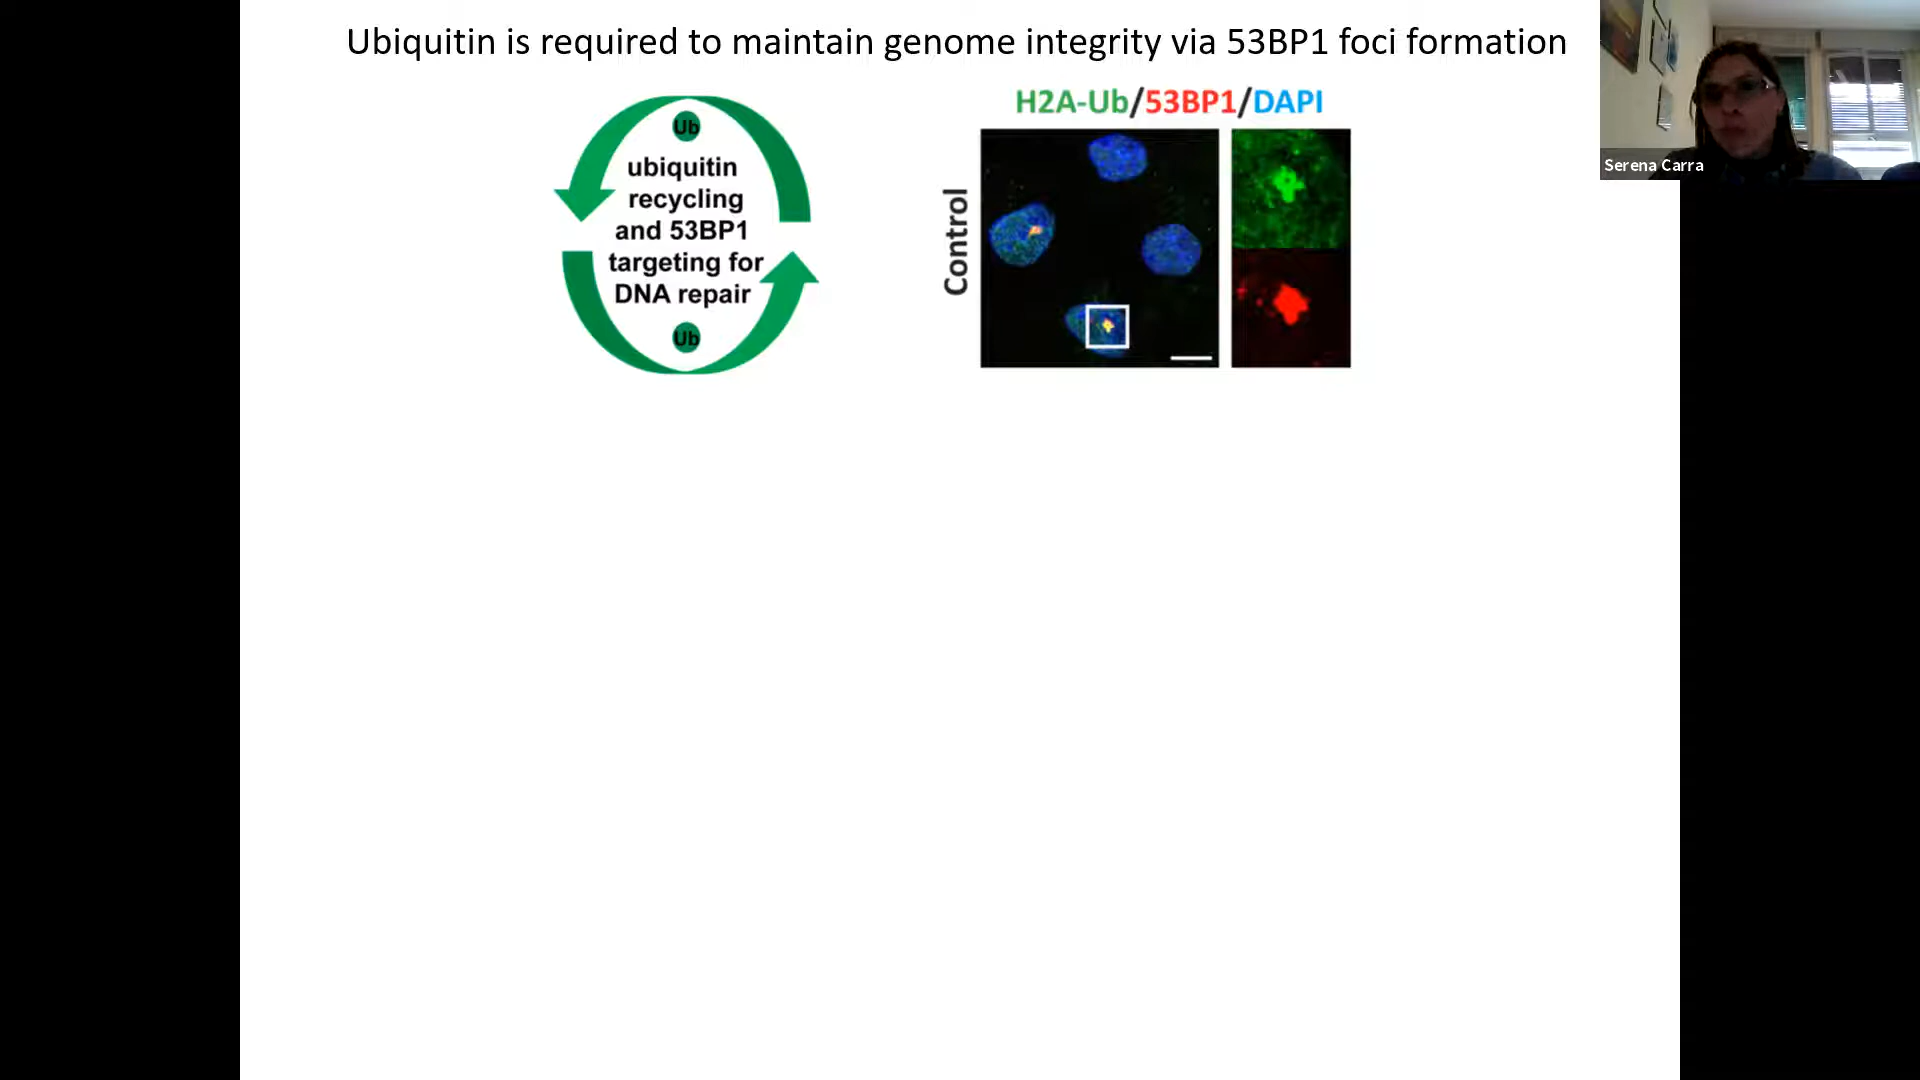 Ubiquitin is required to maintain genome integrity via 53BP1 foci formation
Ub
ubiquitin
recycling
and 53BP1
targeting for
DNA repair
Ub
H2A-Ub/53BP1/DAPI
Control
Serena Carra